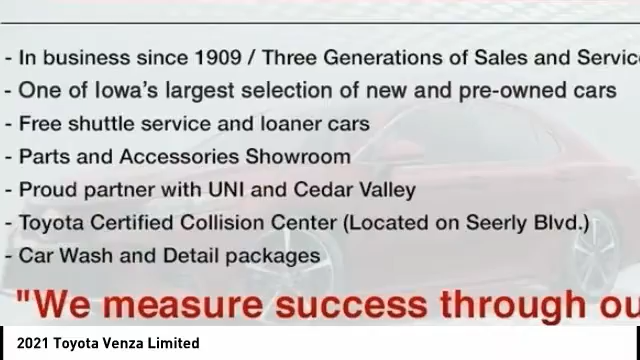 - In business since 1909 / Three Generations of Sales and Servic
- One of Iowa's largest selection of new and pre-owned cars
- Free shuttle service and loaner cars
- Parts and Accessories Showroom
- Proud partner with UNI and Cedar Valley
- Toyota Certified Collision Center (Located on Seerly Blvd.)
- Car Wash and Detail packages
"We measure success through ou
2021 Toyota Venza Limited